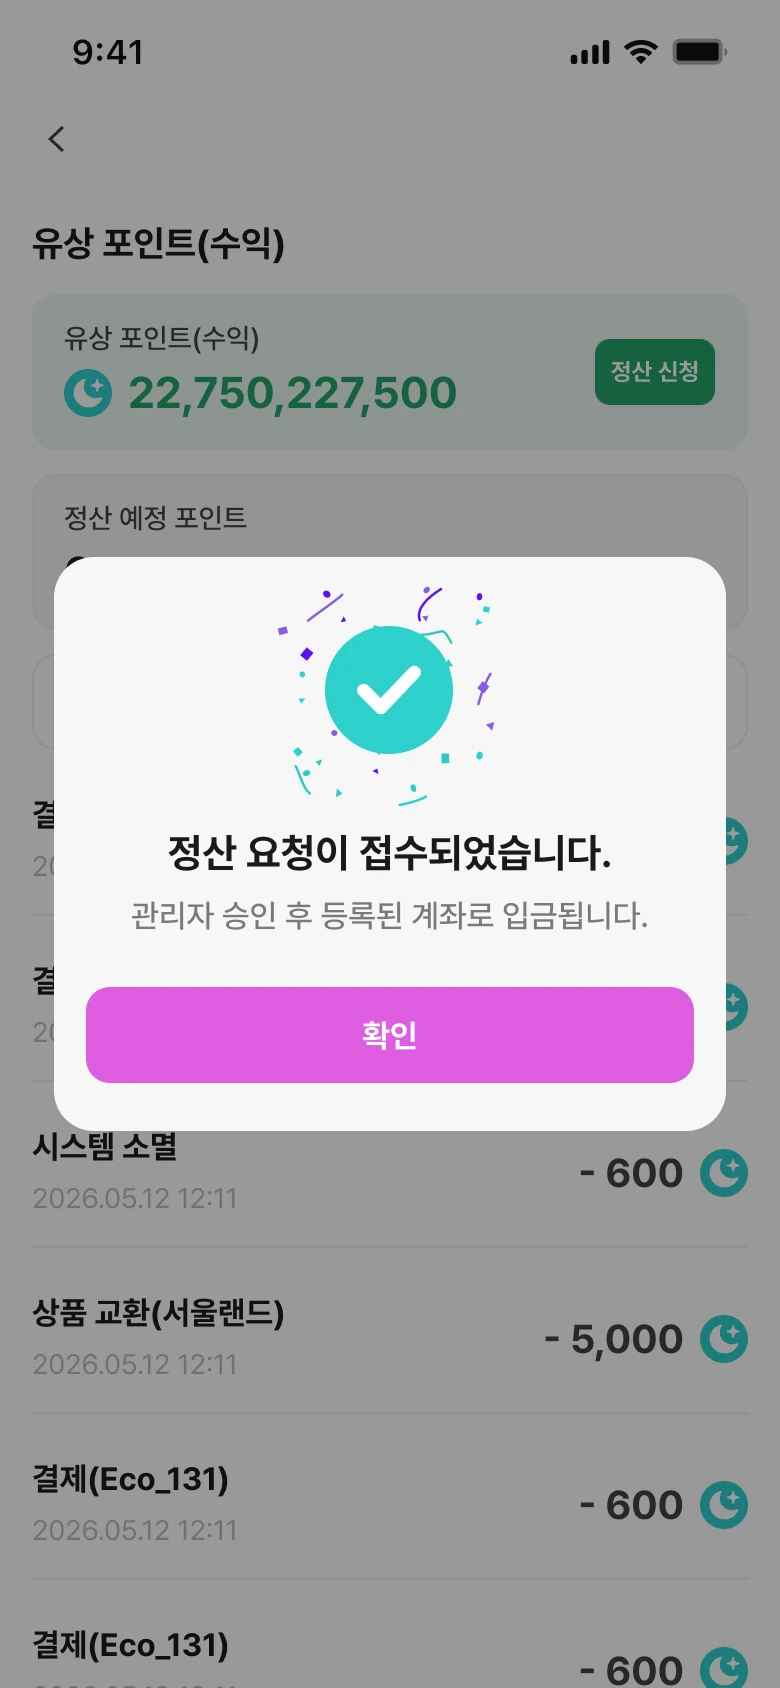 9:41
유상 포인트(수익)
유상 포인트(수익)
22,750,227,500
정산 신청
정산 예정 포인트
정산 요청이 접수되었습니다.
관리자 승인 후 등록된 계좌로 입금됩니다.
확인
시스템 소멸
- 600
2026.05.12 12:11
상품 교환(서울랜드)
- 5,000
2026.05.12 12:11
결제(Eco_131)
- 600
2026.05.12 12:11
결제(Eco_131)
- 600